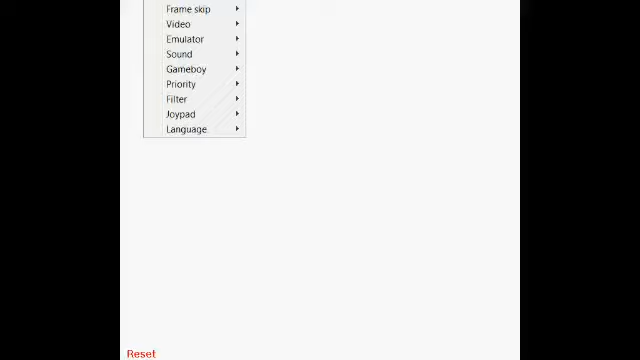 Frame skip
Video
Emulator
Sound
Gameboy
Priority
Filter
Joypad
Language
Reset